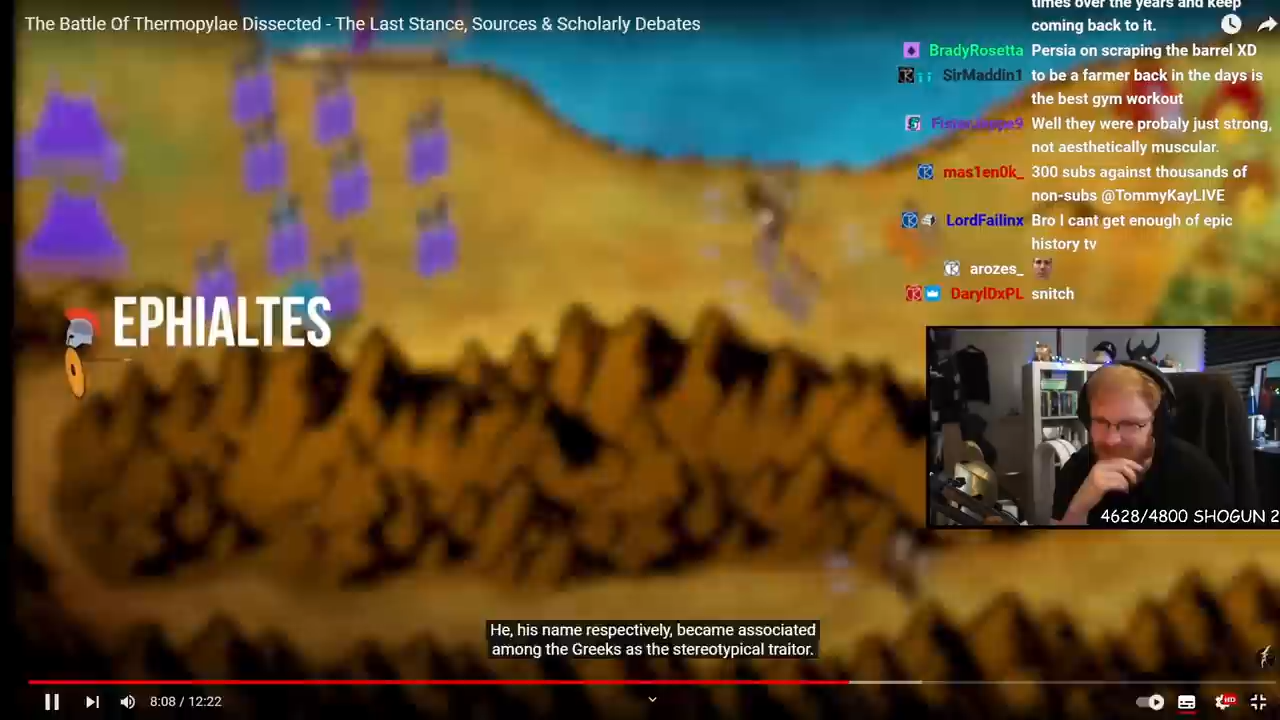 The Battle Of Thermopylae Dissected - The Last Stance, Sources & Scholarly Debates
times over the years and keep
coming back to it.
BradyRosetta Persia on scraping the barrel XD
SirMaddin1 to be a farmer back in the days is
the best gym workout
Well they were probaly just strong,
not aesthetically muscular.
mas1en0k_ 300 subs against thousands of
non-subs @TommyKayLIVE
LordFailinx Bro I cant get enough of epic
history tv
arozes_
DarylDxPL snitch
EPHIALTES
4628/4800 SHOGUN 2
He, his name respectively, became associated
among the Greeks as the stereotypical traitor.
8:08 / 12:22
HD